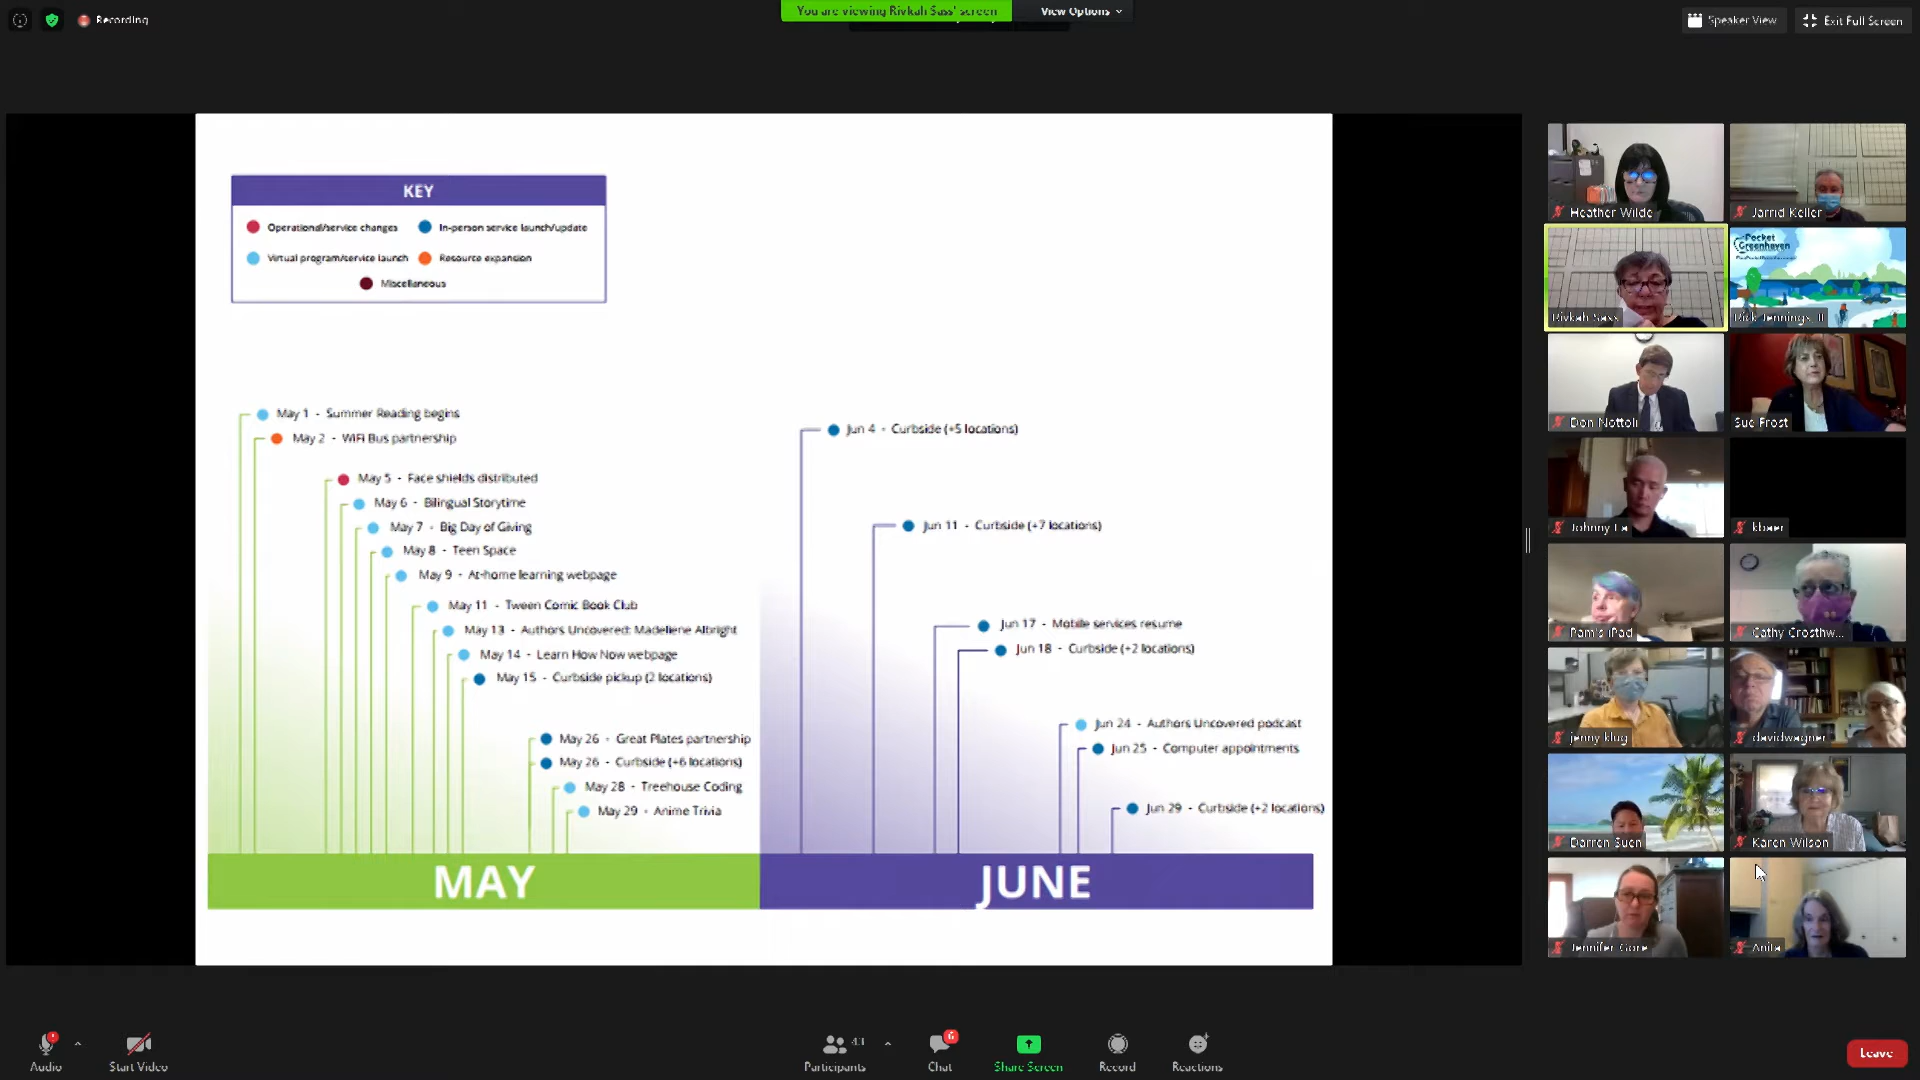 Recording
You are viewing Rivkah Sass' screen
View Options
Speaker View
Exit Full Screen
KEY
Operational/service changes
In-person service launch/update
Virtual program/service launch
Resource expansion
Miscellaneous
May 1 - Summer Reading begins
May 2 - WiFi Bus partnership
May 5 - Face shields distributed
May 6 - Bilingual Storytime
May 7 - Big Day of Giving
May 8 - Teen Space
May 9 - At-home learning webpage
May 11 - Tween Comic Book Club
May 13 - Authors Uncovered: Madeliene Albright
May 14 - Learn How Now webpage
May 15 - Curbside pickup (2 locations)
May 26 - Great Plates partnership
May 26 - Curbside (+6 locations)
May 28 - Treehouse Coding
May 29 - Anime Trivia
MAY
Jun 4 - Curbside (+5 locations)
Jun 11 - Curbside (+7 locations)
Jun 17 - Mobile services resume
Jun 18 - Curbside (+2 locations)
Jun 24 - Authors Uncovered podcast
Jun 25 - Computer appointments
Jun 29 - Curbside (+2 locations)
JUNE
Heather Wilde
Jarrid Keller
Rivkah Sass
Pocket
Greenhaven
Rick Jennings, II
Don Nottoli
Sue Frost
Johnny
kbaer
Pam's iPad
Cathy Crosthw...
jenny klug
davidwagner
Darren Suen
Karen Wilson
Jennifer Gore
Anita
Audio
Start Video
Participants
43
Chat
6
Share Screen
Record
Reactions
Leave